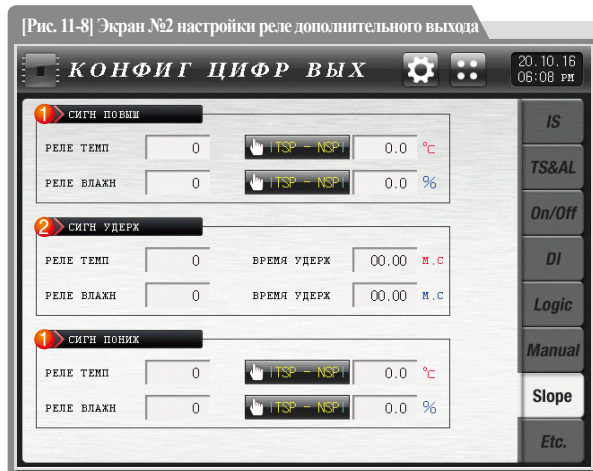 [Рис. 11-8] Экран №2 настройки реле дополнительного выхода
КОНФИГ ЦИФР ВЫХ
20.10.16
06:08 PM
1 СИГН ПОВЫШ
РЕЛЕ ТЕМП 0 |TSP - NSP| 0.0 ℃
РЕЛЕ ВЛАЖН 0 |TSP - NSP| 0.0 %
2 СИГН УДЕРЖ
РЕЛЕ ТЕМП 0 ВРЕМЯ УДЕРЖ 00.00 М.С
РЕЛЕ ВЛАЖН 0 ВРЕМЯ УДЕРЖ 00.00 М.С
1 СИГН ПОНИЖ
РЕЛЕ ТЕМП 0 |TSP - NSP| 0.0 ℃
РЕЛЕ ВЛАЖН 0 |TSP - NSP| 0.0 %
IS
TS&AL
On/Off
DI
Logic
Manual
Slope
Etc.